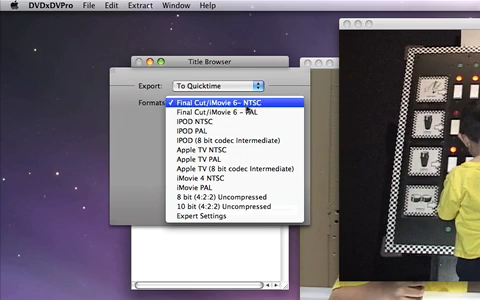 DVDxDVPro File Edit Extract Window Help
Title Browser
Export: To Quicktime
Formats: ✓ Final Cut/iMovie 6- NTSC
Final Cut/iMovie 6 - PAL
IPOD NTSC
IPOD PAL
IPOD (8 bit codec Intermediate)
Apple TV NTSC
Apple TV PAL
Apple TV (8 bit codec Intermediate)
iMovie 4 NTSC
iMovie PAL
8 bit (4:2:2) Uncompressed
10 bit (4:2:2) Uncompressed
Expert Settings